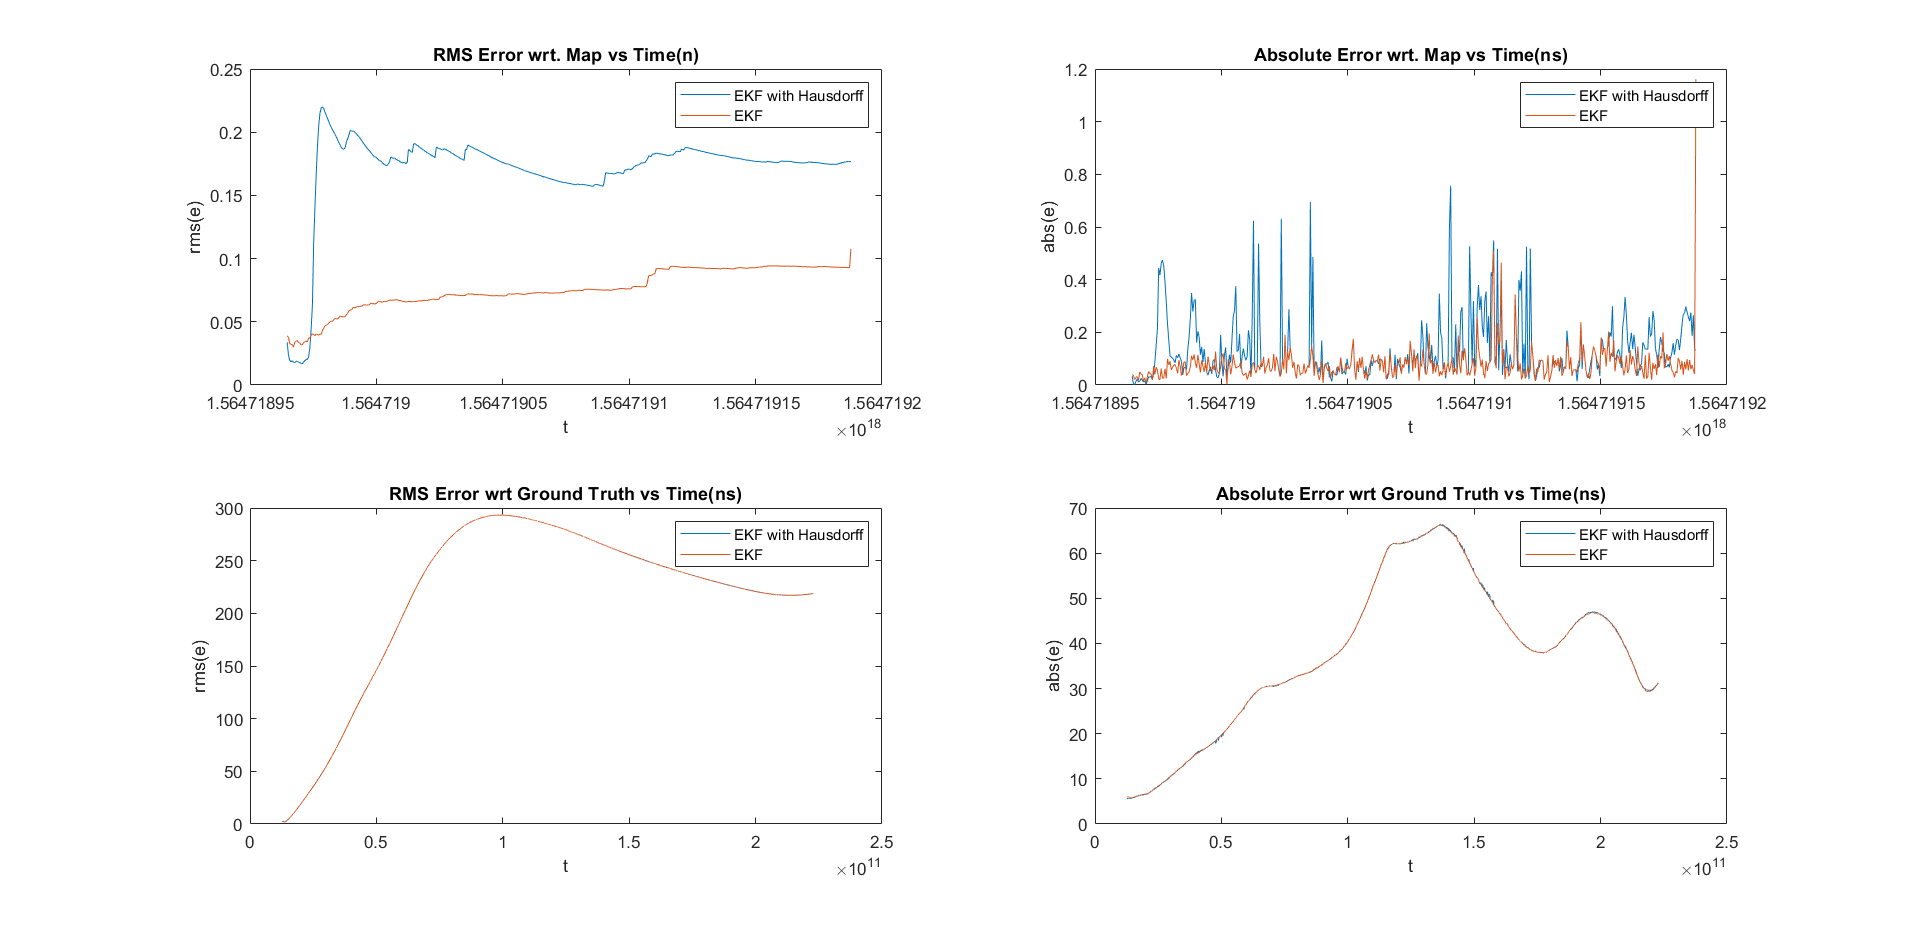 RMS Error wrt. Map vs Time(n)
0.25
0.2
0.15
0.1
0.05
0
rms(e)
EKF with Hausdorff
EKF
1.56471895
1.564719
1.56471905
1.5647191
1.56471915
1.5647192
t
×10^18
Absolute Error wrt. Map vs Time(ns)
1.2
1
0.8
0.6
0.4
0.2
0
abs(e)
EKF with Hausdorff
EKF
1.56471895
1.564719
1.56471905
1.5647191
1.56471915
1.5647192
t
×10^18
RMS Error wrt Ground Truth vs Time(ns)
300
250
200
150
100
50
0
rms(e)
EKF with Hausdorff
EKF
0 0.5 1 1.5 2 2.5
t
×10^11
Absolute Error wrt Ground Truth vs Time(ns)
70
60
50
40
30
20
10
0
abs(e)
EKF with Hausdorff
EKF
0 0.5 1 1.5 2 2.5
t
×10^11